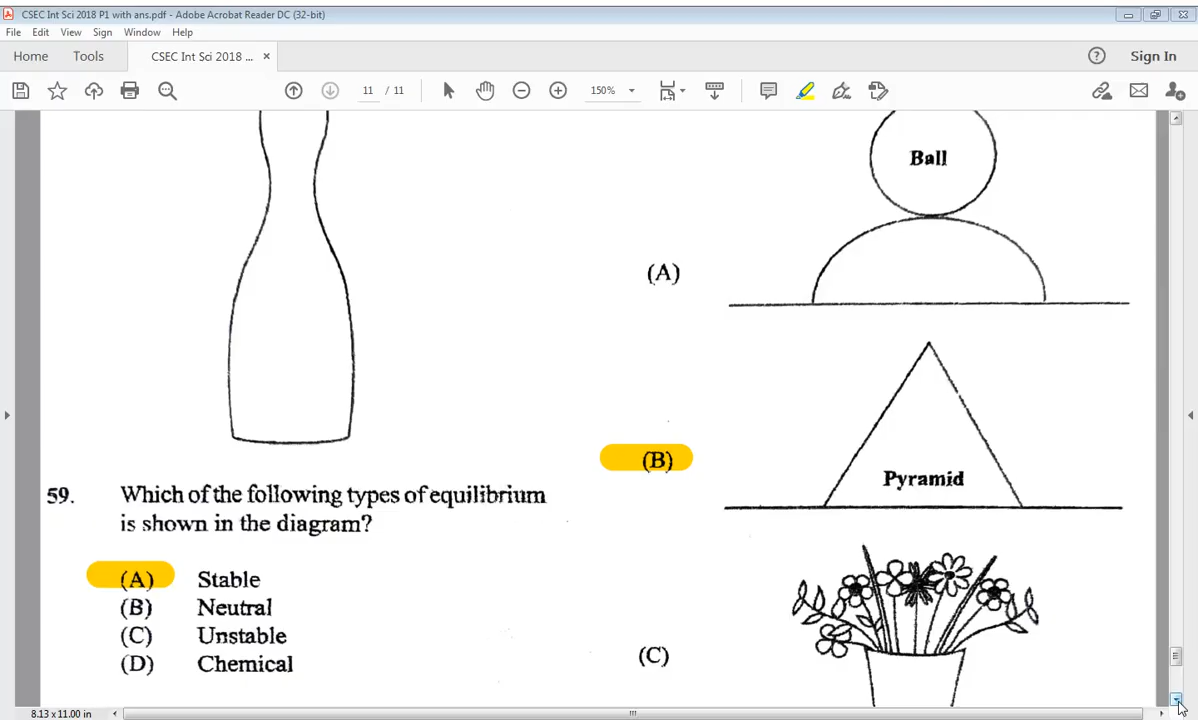 CSEC Int Sci 2018 P1 with ans.pdf - Adobe Acrobat Reader DC (32-bit)
File Edit View Sign Window Help
Home Tools CSEC Int Sci 2018 ... × Sign In
11 / 11 150%
59. Which of the following types of equilibrium
is shown in the diagram?
(A) Stable
(B) Neutral
(C) Unstable
(D) Chemical
Ball
(A)
(B)
Pyramid
(C)
8.13 x 11.00 in